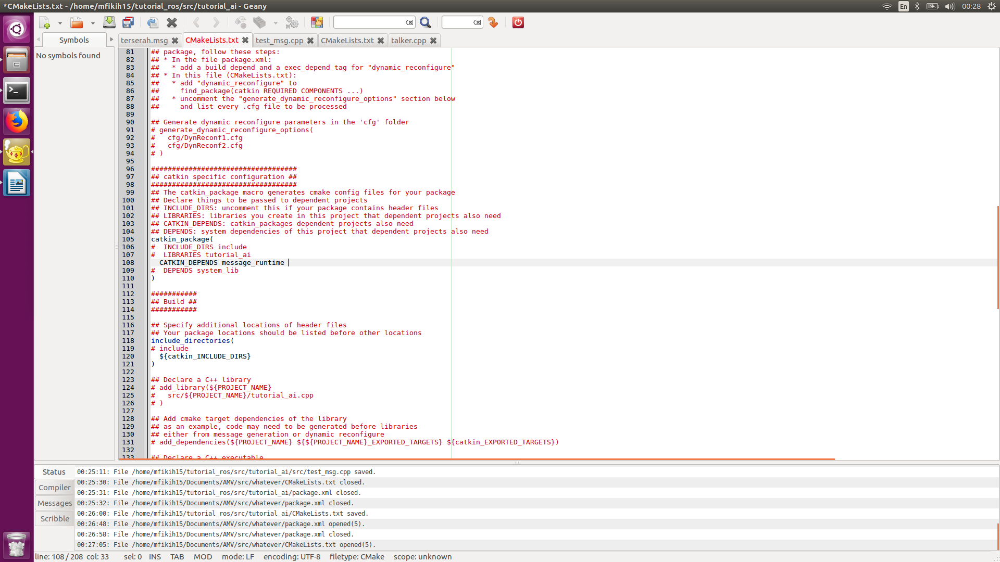 *CMakeLists.txt - /home/mfikih15/tutorial_ros/src/tutorial_ai - Geany
En
00:28
Symbols
terserah.msg
CMakeLists.txt
test_msg.cpp
CMakeLists.txt
talker.cpp
No symbols found
81 ## package, follow these steps:
82 ## * In the file package.xml:
83 ##   * add a build_depend and a exec_depend tag for "dynamic_reconfigure"
84 ## * In this file (CMakeLists.txt):
85 ##   * add "dynamic_reconfigure" to
86 ##     find_package(catkin REQUIRED COMPONENTS ...)
87 ##   * uncomment the "generate_dynamic_reconfigure_options" section below
88 ##     and list every .cfg file to be processed
89
90 ## Generate dynamic reconfigure parameters in the 'cfg' folder
91 # generate_dynamic_reconfigure_options(
92 #   cfg/DynReconf1.cfg
93 #   cfg/DynReconf2.cfg
94 # )
95
96 ###################################
97 ## catkin specific configuration ##
98 ###################################
99 ## The catkin_package macro generates cmake config files for your package
100 ## Declare things to be passed to dependent projects
101 ## INCLUDE_DIRS: uncomment this if your package contains header files
102 ## LIBRARIES: libraries you create in this project that dependent projects also need
103 ## CATKIN_DEPENDS: catkin_packages dependent projects also need
104 ## DEPENDS: system dependencies of this project that dependent projects also need
105 catkin_package(
106 #  INCLUDE_DIRS include
107 #  LIBRARIES tutorial_ai
108   CATKIN_DEPENDS message_runtime
109 #  DEPENDS system_lib
110 )
111
112 ###########
113 ## Build ##
114 ###########
115
116 ## Specify additional locations of header files
117 ## Your package locations should be listed before other locations
118 include_directories(
119 # include
120   ${catkin_INCLUDE_DIRS}
121 )
122
123 ## Declare a C++ library
124 # add_library(${PROJECT_NAME}
125 #   src/${PROJECT_NAME}/tutorial_ai.cpp
126 # )
127
128 ## Add cmake target dependencies of the library
129 ## as an example, code may need to be generated before libraries
130 ## either from message generation or dynamic reconfigure
131 # add_dependencies(${PROJECT_NAME} ${${PROJECT_NAME}_EXPORTED_TARGETS} ${catkin_EXPORTED_TARGETS})
132
133 ## Declare a C++ executable
Status
Compiler
Messages
Scribble
00:25:11: File /home/mfikih15/tutorial_ros/src/tutorial_ai/src/test_msg.cpp saved.
00:25:30: File /home/mfikih15/Documents/AMV/src/whatever/CMakeLists.txt closed.
00:25:31: File /home/mfikih15/tutorial_ros/src/tutorial_ai/package.xml closed.
00:25:32: File /home/mfikih15/Documents/AMV/src/whatever/package.xml closed.
00:26:00: File /home/mfikih15/tutorial_ros/src/tutorial_ai/CMakeLists.txt saved.
00:26:48: File /home/mfikih15/Documents/AMV/src/whatever/package.xml opened(5).
00:26:58: File /home/mfikih15/Documents/AMV/src/whatever/package.xml closed.
00:27:05: File /home/mfikih15/Documents/AMV/src/whatever/CMakeLists.txt opened(5).
line: 108 / 208 col: 33 sel: 0 INS TAB MOD mode: LF encoding: UTF-8 filetype: CMake scope: unknown